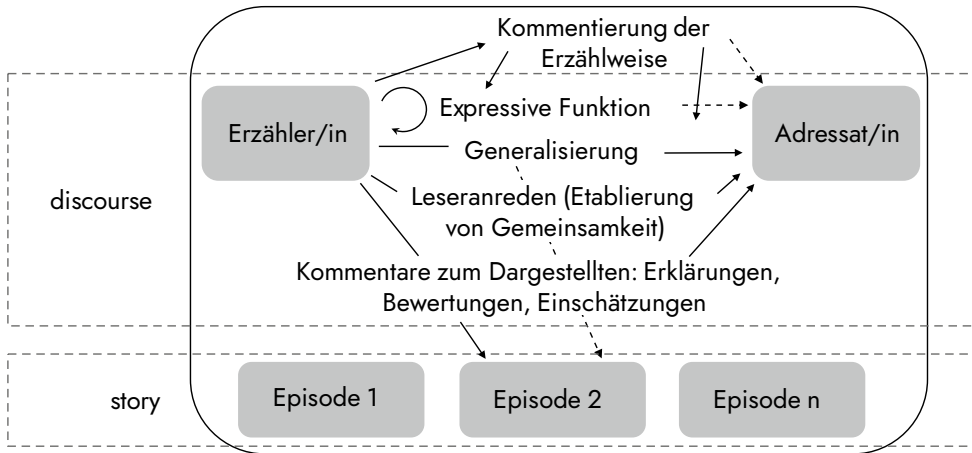 Kommentierung der
Erzählweise
Erzähler/in
Expressive Funktion
Adressat/in
Generalisierung
discourse
Leseranreden (Etablierung
von Gemeinsamkeit)
Kommentare zum Dargestellten: Erklärungen,
Bewertungen, Einschätzungen
story
Episode 1
Episode 2
Episode n